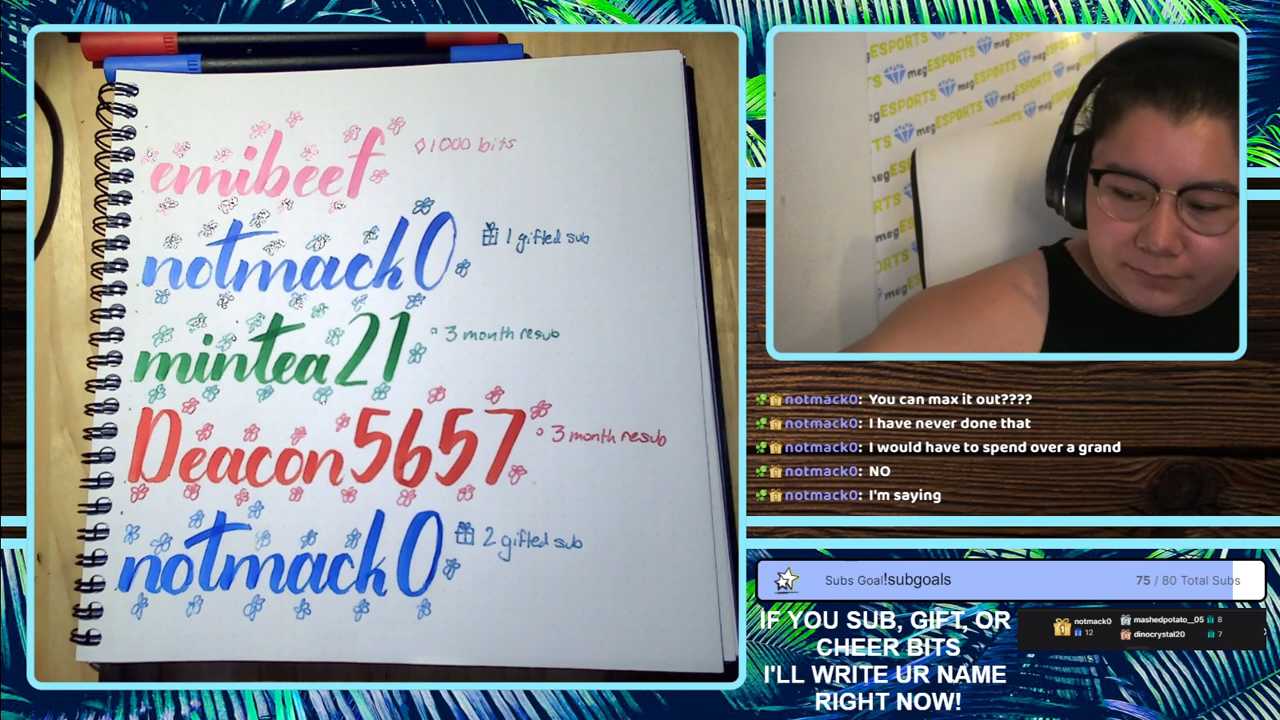 emibeef
1000 bits
notmack0
1 gifted sub
mintea21
3 month resub
Deacon5657
3 month resub
notmack0
2 gifted sub
megESPORTS
notmack0: You can max it out????
notmack0: I have never done that
notmack0: I would have to spend over a grand
notmack0: NO
notmack0: I'm saying
Subs Goal!subgoals 75 / 80 Total Subs
IF YOU SUB, GIFT, OR
CHEER BITS
I'LL WRITE UR NAME
RIGHT NOW!
1 notmack0 12
mashedpotato__05 8
dinocrystal20 7